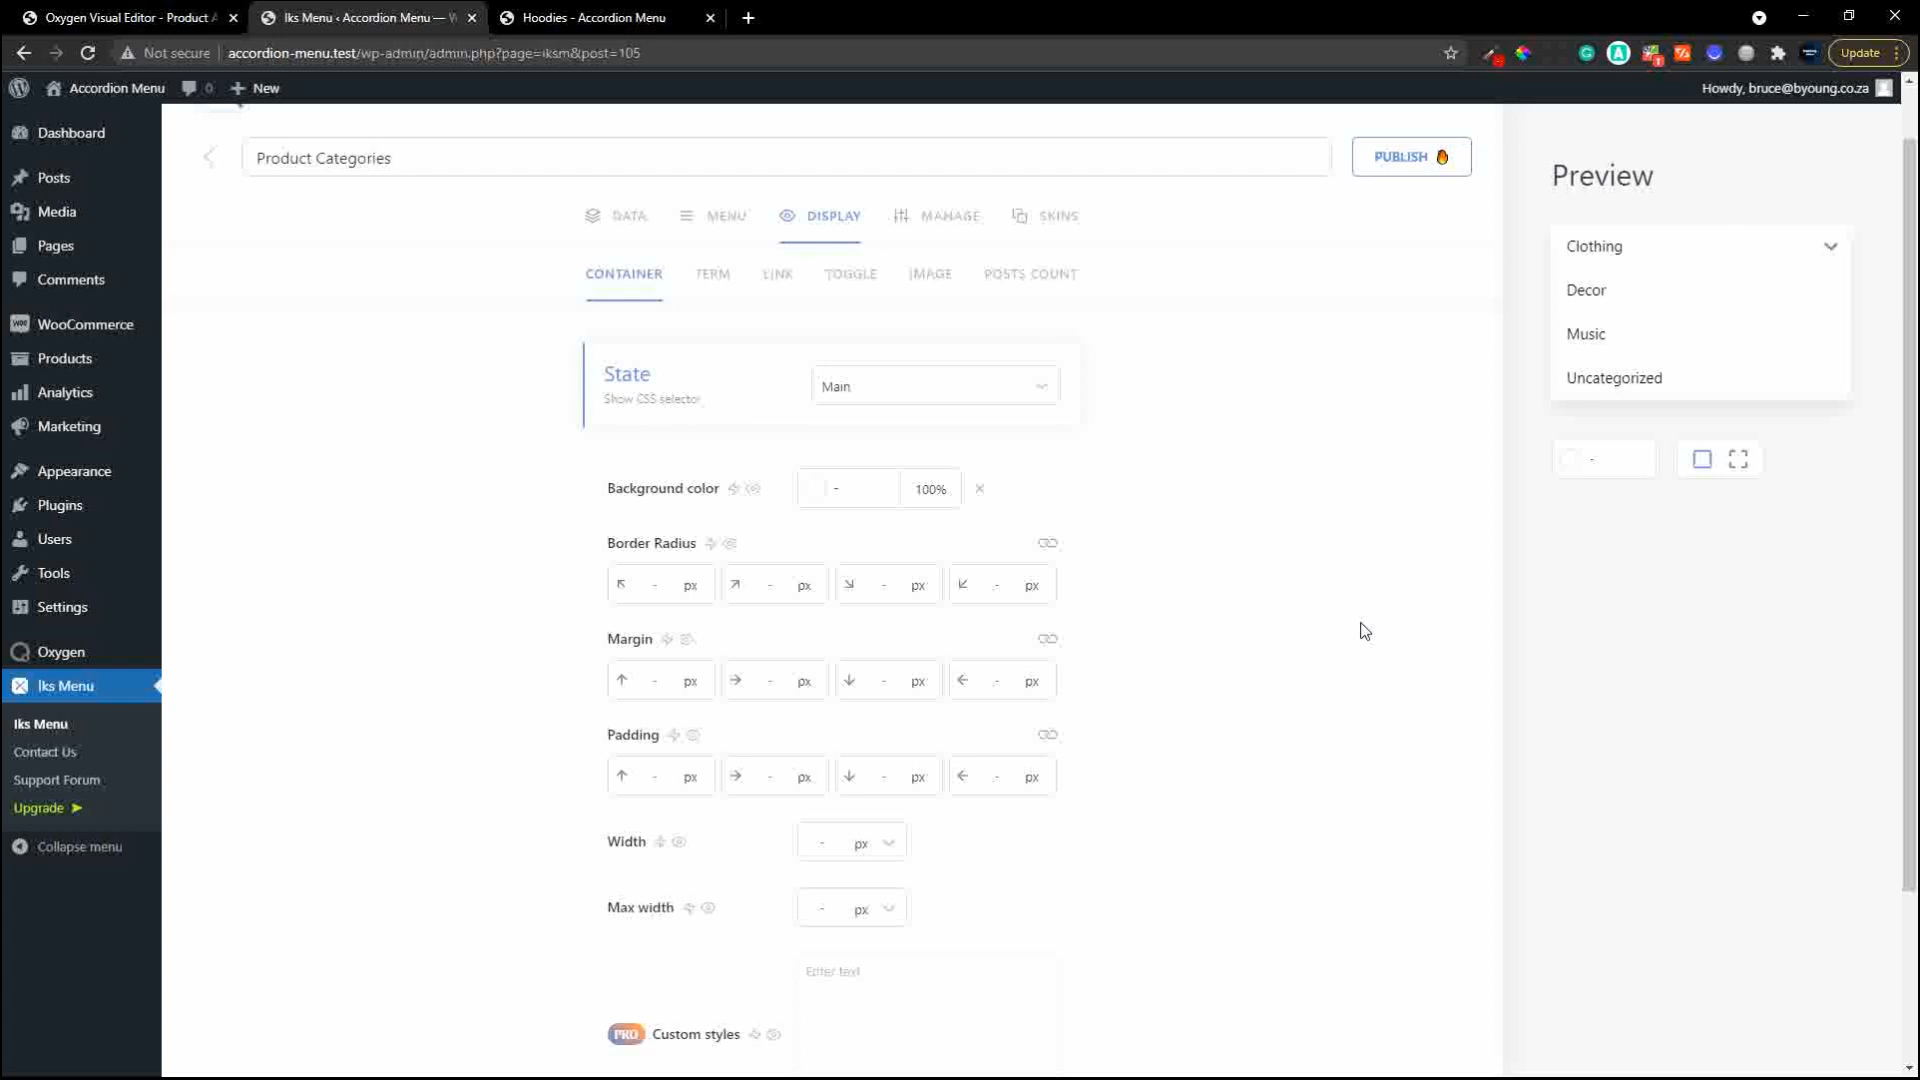 Oxygen Visual Editor - Product A
Iks Menu ‹ Accordion Menu — W
Hoodies - Accordion Menu
Not secure
accordion-menu.test/wp-admin/admin.php?page=iksm&post=105
Update
Accordion Menu
0
New
Howdy, bruce@byoung.co.za
Dashboard
Posts
Media
Pages
Comments
WooCommerce
Products
Analytics
Marketing
Appearance
Plugins
Users
Tools
Settings
Oxygen
Iks Menu
Iks Menu
Contact Us
Support Forum
Upgrade ➤
Collapse menu
Product Categories
PUBLISH
DATA
MENU
DISPLAY
MANAGE
SKINS
CONTAINER
TERM
LINK
TOGGLE
IMAGE
POSTS COUNT
State
Show CSS selector
Main
Background color
-
100%
Border Radius
- px
- px
- px
- px
Margin
- px
- px
- px
- px
Padding
- px
- px
- px
- px
Width
- px
Max width
- px
Enter text
PRO Custom styles
Preview
Clothing
Decor
Music
Uncategorized
-